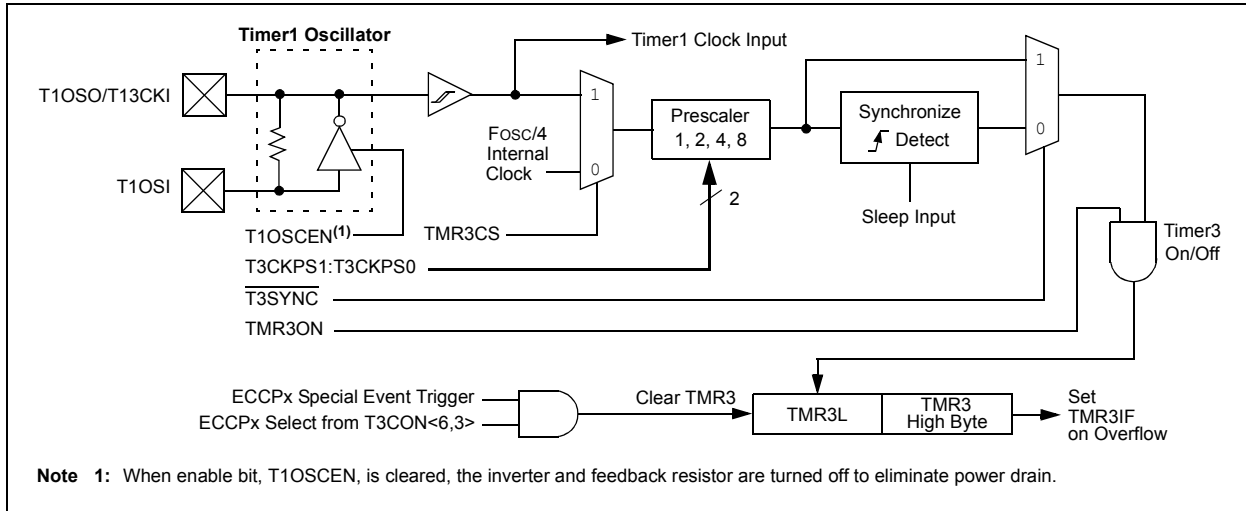 Timer1 Oscillator
Timer1 Clock Input
T1OSO/T13CKI
T1OSI
1
FOSC/4
Internal
Clock
0
Prescaler
1, 2, 4, 8
2
Synchronize
Detect
Sleep Input
1
0
T1OSCEN(1)
TMR3CS
T3CKPS1:T3CKPS0
T3SYNC
TMR3ON
Timer3
On/Off
ECCPx Special Event Trigger
ECCPx Select from T3CON<6,3>
Clear TMR3
TMR3L
TMR3
High Byte
Set
TMR3IF
on Overflow
Note 1: When enable bit, T1OSCEN, is cleared, the inverter and feedback resistor are turned off to eliminate power drain.